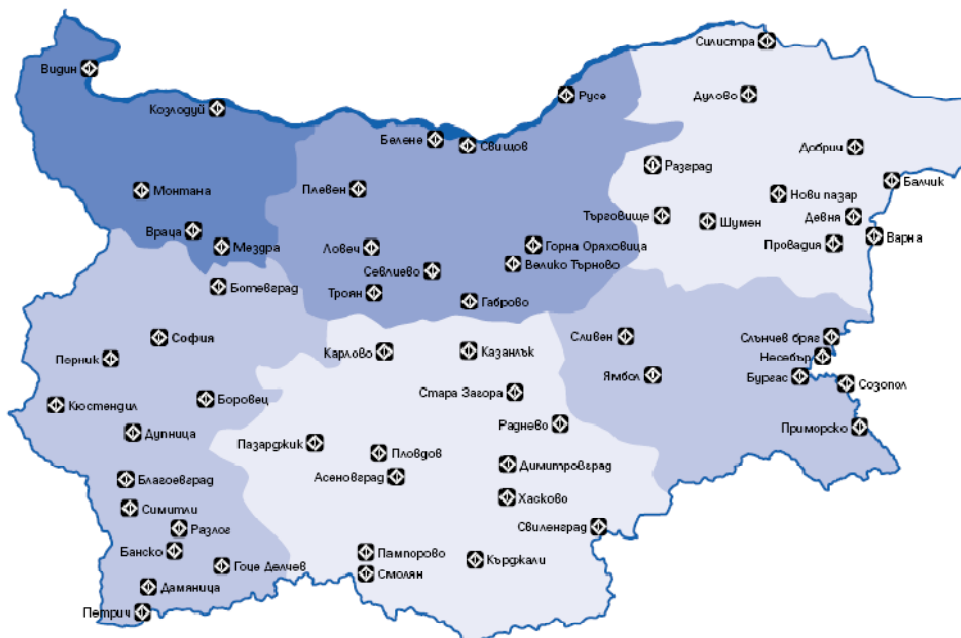 Силистра
Видин
Русе
Дулово
Козлодуй
Белене
Свищов
Добрич
Разград
Балчик
Монтана
Плевен
Нови пазар
Търговище
Шумен
Девня
Враца
Варна
Мездра
Ловеч
Горна Оряховица
Провадия
Севлиево
Велико Търново
Ботевград
Троян
Габрово
София
Сливен
Слънчев бряг
Перник
Карлово
Казанлък
Несебър
Ямбол
Бургас
Созопол
Кюстендил
Боровец
Стара Загора
Раднево
Приморско
Дупница
Пазарджик
Пловдов
Димитровград
Благоевград
Асеновград
Хасково
Симитли
Разлог
Свиленград
Банско
Пампорово
Гоце Делчев
Кърджали
Смолян
Дамяница
Петрич